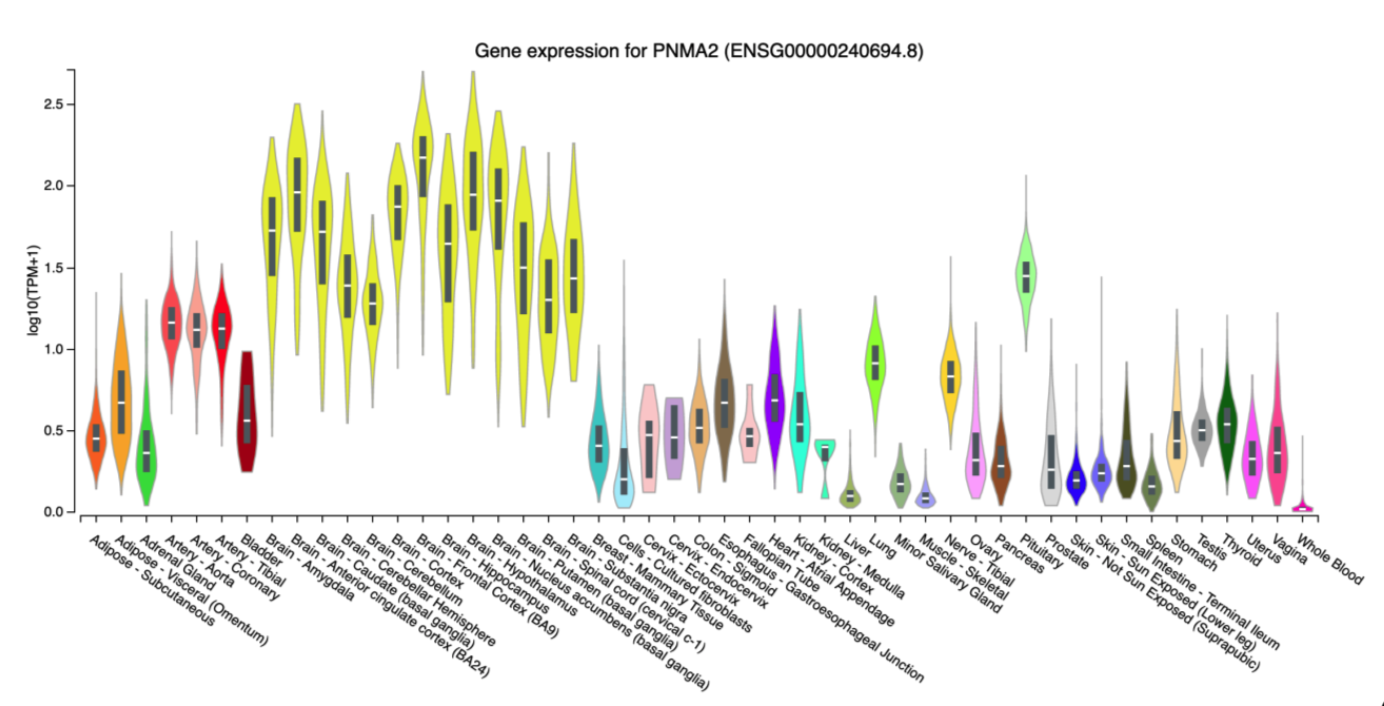 Gene expression for PNMA2 (ENSG00000240694.8)
log10(TPM+1)
2.5
2.0
1.5
1.0
0.5
0.0
Adipose - Subcutaneous
Adipose - Visceral (Omentum)
Adrenal Gland
Artery - Aorta
Artery - Coronary
Artery - Tibial
Bladder
Brain - Amygdala
Brain - Anterior cingulate cortex (BA24)
Brain - Caudate (basal ganglia)
Brain - Cerebellar Hemisphere
Brain - Cerebellum
Brain - Cortex
Brain - Frontal Cortex (BA9)
Brain - Hippocampus
Brain - Hypothalamus
Brain - Nucleus accumbens (basal ganglia)
Brain - Putamen (basal ganglia)
Brain - Spinal cord (cervical c-1)
Brain - Substantia nigra
Breast - Mammary Tissue
Cells - Cultured fibroblasts
Cervix - Ectocervix
Cervix - Endocervix
Colon - Sigmoid
Esophagus - Gastroesophageal Junction
Fallopian Tube
Heart - Atrial Appendage
Kidney - Cortex
Kidney - Medulla
Liver
Lung
Minor Salivary Gland
Muscle - Skeletal
Nerve - Tibial
Ovary
Pancreas
Pituitary
Prostate
Skin - Not Sun Exposed (Suprapubic)
Skin - Sun Exposed (Lower leg)
Small Intestine - Terminal Ileum
Spleen
Stomach
Testis
Thyroid
Uterus
Vagina
Whole Blood